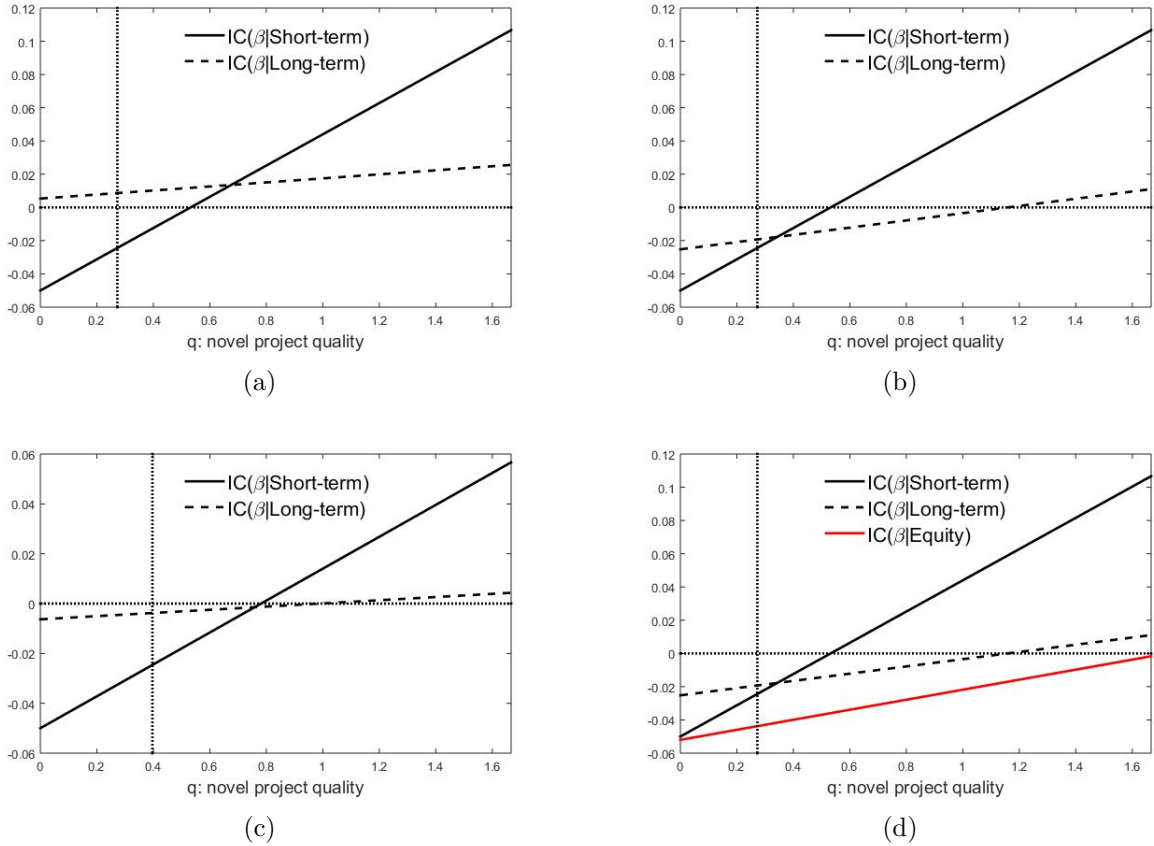 0.12
0.1
0.08
0.06
0.04
0.02
0
-0.02
-0.04
-0.06
IC(β|Short-term)
IC(β|Long-term)
0 0.2 0.4 0.6 0.8 1 1.2 1.4 1.6
q: novel project quality
(a)
0.12
0.1
0.08
0.06
0.04
0.02
0
-0.02
-0.04
-0.06
IC(β|Short-term)
IC(β|Long-term)
0 0.2 0.4 0.6 0.8 1 1.2 1.4 1.6
q: novel project quality
(b)
0.06
0.04
0.02
0
-0.02
-0.04
-0.06
IC(β|Short-term)
IC(β|Long-term)
0 0.2 0.4 0.6 0.8 1 1.2 1.4 1.6
q: novel project quality
(c)
0.12
0.1
0.08
0.06
0.04
0.02
0
-0.02
-0.04
-0.06
IC(β|Short-term)
IC(β|Long-term)
IC(β|Equity)
0 0.2 0.4 0.6 0.8 1 1.2 1.4 1.6
q: novel project quality
(d)